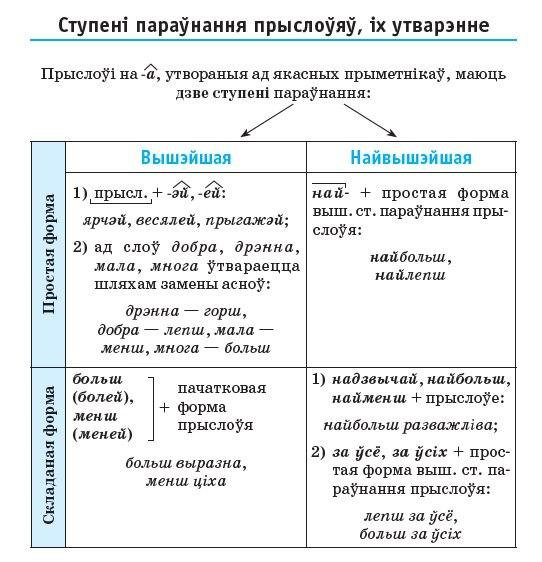 Ступені параўнання прыслоўяў, іх утварэнне
Прыслоўі на -а, утвораныя ад якасных прыметнікаў, маюць
дзве ступені параўнання:
Вышэйшая
Найвышэйшая
Простая форма
1) прысл. + -эй, -ей:
ярчэй, весялей, прыгажэй;
2) ад слоў добра, дрэнна,
мала, многа ўтвараецца
шляхам замены асноў:
дрэнна — горш,
добра — лепш, мала —
менш, многа — больш
най- + простая форма
выш. ст. параўнання пры-
слоўя:
найбольш,
найлепш
Складаная форма
больш
(болей),
менш
(меней)
+ пачатковая
форма
прыслоўя
больш выразна,
менш ціха
1) надзвычай, найбольш,
найменш + прыслоўе:
найбольш разважліва;
2) за ўсё, за ўсіх + прос-
тая форма выш. ст. па-
раўнання прыслоўя:
лепш за ўсё,
больш за ўсіх